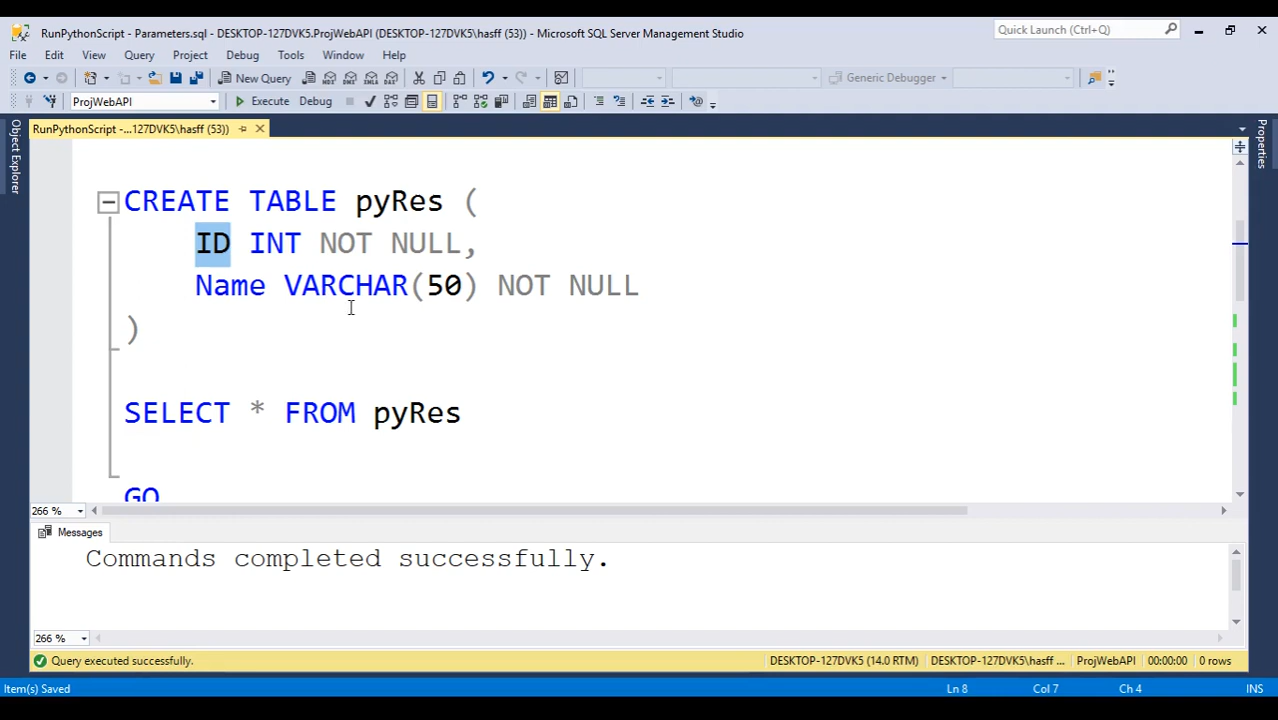 RunPythonScript - Parameters.sql - DESKTOP-127DVK5.ProjWebAPI (DESKTOP-127DVK5\hasff (53)) - Microsoft SQL Server Management Studio
Quick Launch (Ctrl+Q)
File Edit View Query Project Debug Tools Window Help
New Query
Generic Debugger
ProjWebAPI Execute Debug
RunPythonScript -...127DVK5\hasff (53))
Object Explorer
Properties
CREATE TABLE pyRes (
ID INT NOT NULL,
Name VARCHAR(50) NOT NULL
)
SELECT * FROM pyRes
GO
266 %
Messages
Commands completed successfully.
266 %
Query executed successfully. DESKTOP-127DVK5 (14.0 RTM) DESKTOP-127DVK5\hasff ... ProjWebAPI 00:00:00 0 rows
Item(s) Saved Ln 8 Col 7 Ch 4 INS